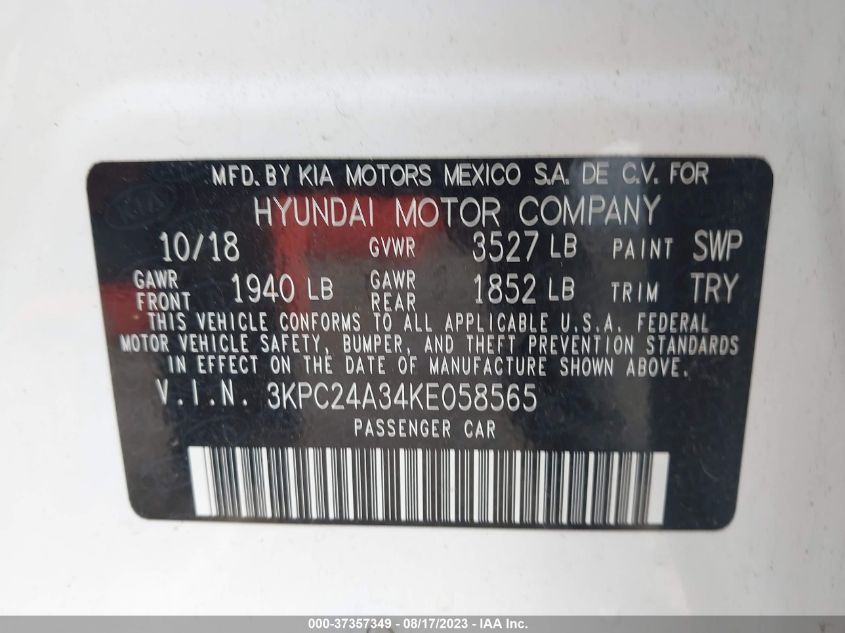 KIA
MFD. BY KIA MOTORS MEXICO S.A. DE C.V. FOR
HYUNDAI MOTOR COMPANY
10/18 GVWR 3527 LB PAINT SWP
GAWR FRONT 1940 LB GAWR REAR 1852 LB TRIM TRY
THIS VEHICLE CONFORMS TO ALL APPLICABLE U.S.A. FEDERAL
MOTOR VEHICLE SAFETY, BUMPER, AND THEFT PREVENTION STANDARDS
IN EFFECT ON THE DATE OF MANUFACTURE SHOWN ABOVE.
V.I.N. 3KPC24A34KE058565
PASSENGER CAR
000-37357349 - 08/17/2023 - IAA Inc.